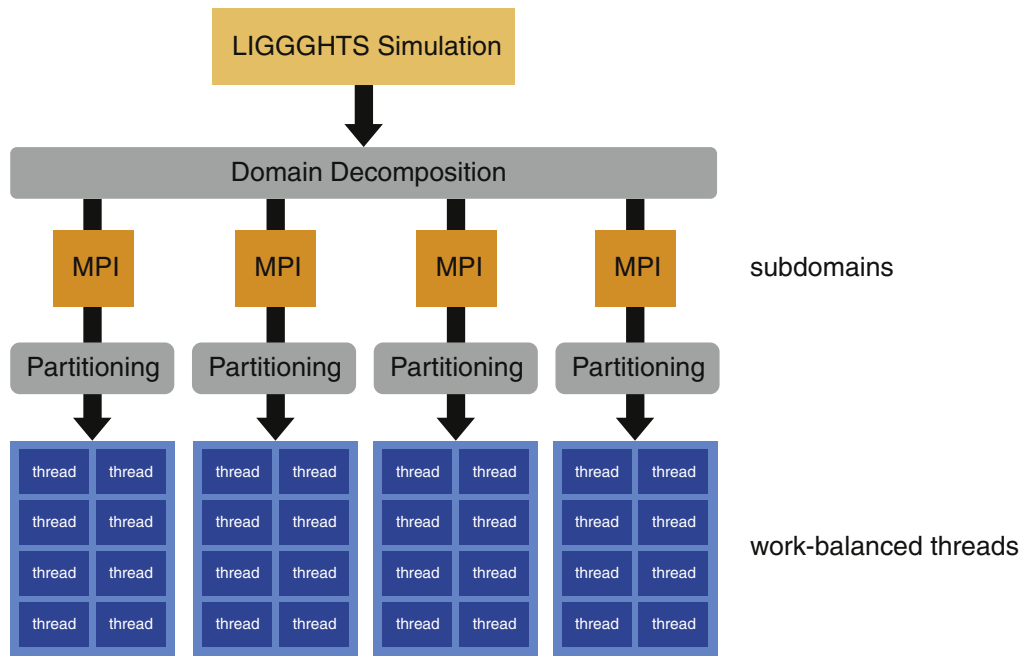 LIGGGHTS Simulation
Domain Decomposition
MPI MPI MPI MPI subdomains
Partitioning Partitioning Partitioning Partitioning
thread thread thread thread thread thread thread thread
thread thread thread thread thread thread thread thread
work-balanced threads
thread thread thread thread thread thread thread thread
thread thread thread thread thread thread thread thread